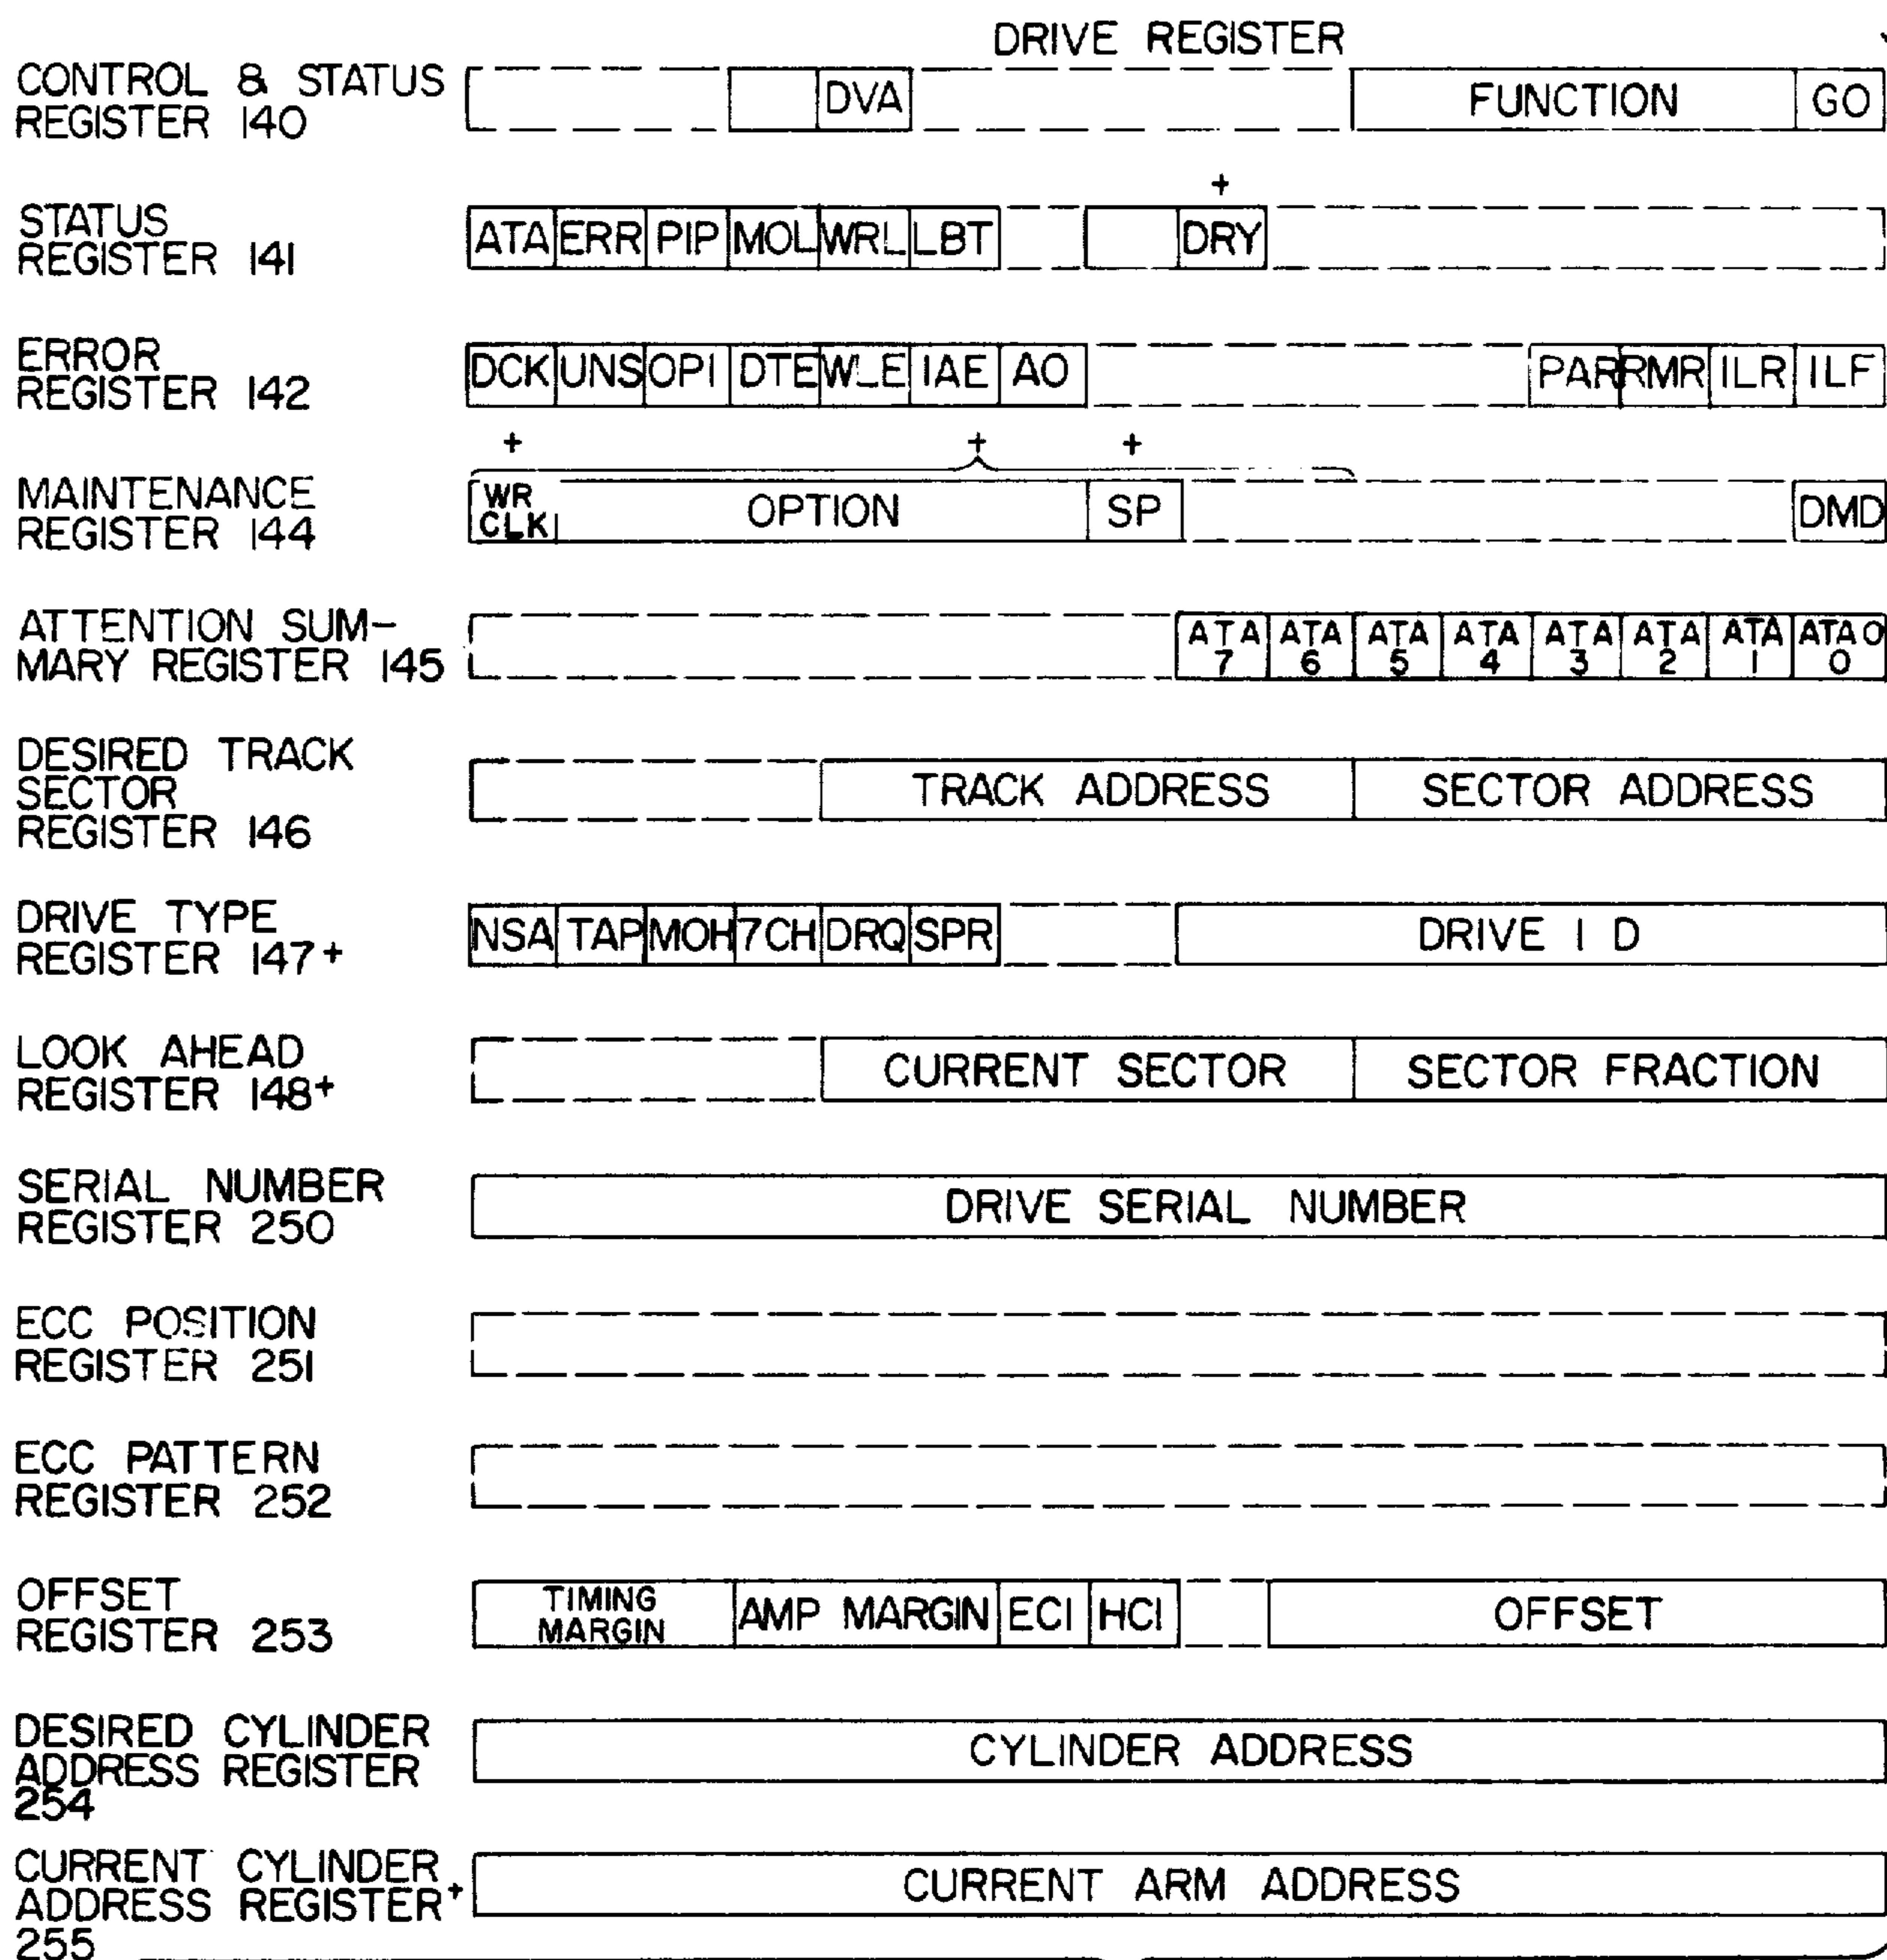 DRIVE REGISTER
CONTROL & STATUS
REGISTER 140
DVA FUNCTION GO
+
STATUS
REGISTER 141
ATA ERR PIP MOL WRL LBT DRY
ERROR
REGISTER 142
DCK UNS OPI DTE WLE IAE AO PAR RMR ILR ILF
+ + +
MAINTENANCE
REGISTER 144
WR
CLK OPTION SP DMD
ATTENTION SUM-
MARY REGISTER 145
ATA ATA ATA ATA ATA ATA ATA ATA O
7 6 5 4 3 2 1 0
DESIRED TRACK
SECTOR
REGISTER 146
TRACK ADDRESS SECTOR ADDRESS
DRIVE TYPE
REGISTER 147+
NSA TAP MOH 7CH DRQ SPR DRIVE I D
LOOK AHEAD
REGISTER 148+
CURRENT SECTOR SECTOR FRACTION
SERIAL NUMBER
REGISTER 250
DRIVE SERIAL NUMBER
ECC POSITION
REGISTER 251
ECC PATTERN
REGISTER 252
OFFSET
REGISTER 253
TIMING
MARGIN AMP MARGIN ECI HCI OFFSET
DESIRED CYLINDER
ADDRESS REGISTER
254
CYLINDER ADDRESS
CURRENT CYLINDER
ADDRESS REGISTER+
255
CURRENT ARM ADDRESS